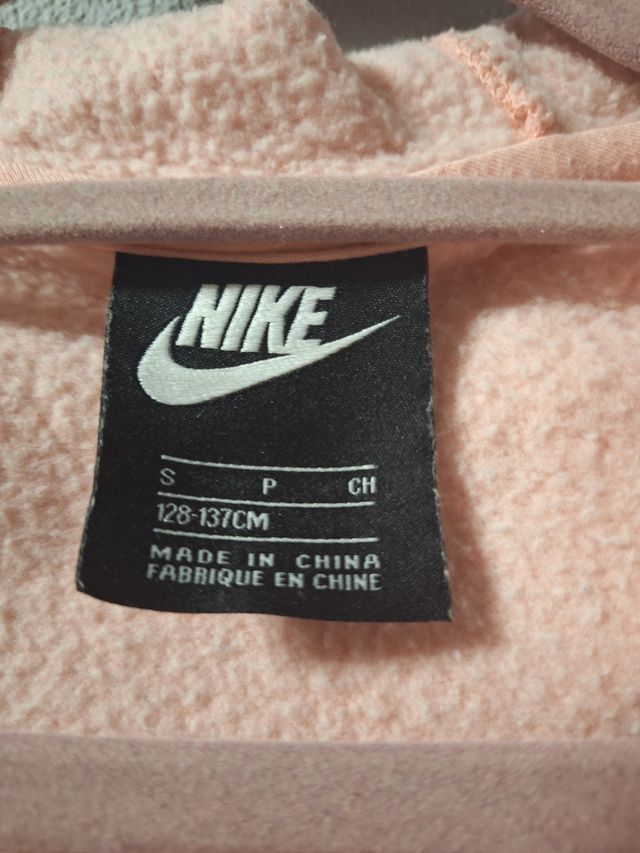 NIKE
S P CH
128-137CM
MADE IN CHINA
FABRIQUE EN CHINE